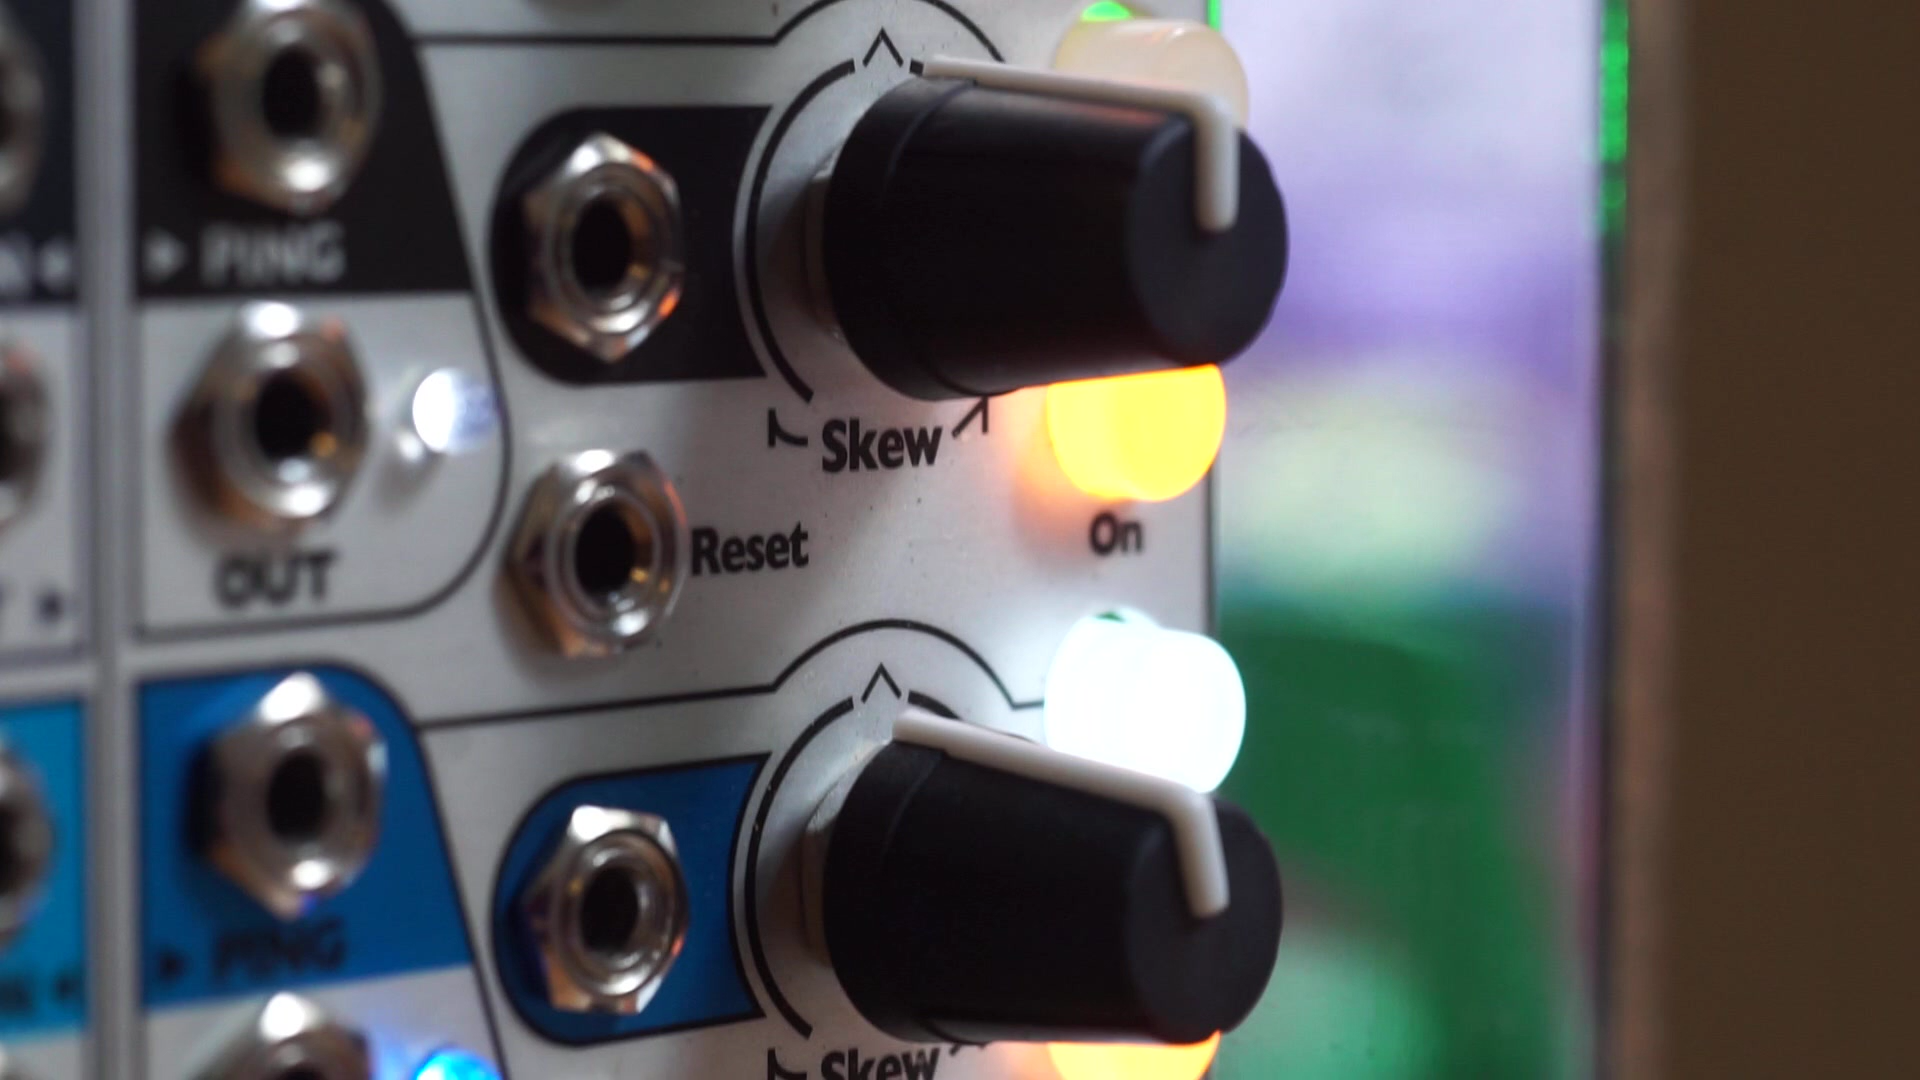 PING
Skew
On
Reset
OUT
PING
Skew